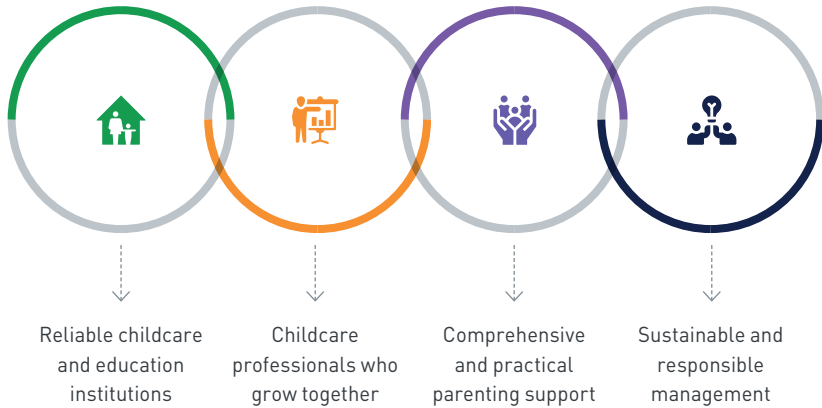 Reliable childcare
and education
institutions
Childcare
professionals who
grow together
Comprehensive
and practical
parenting support
Sustainable and
responsible
management